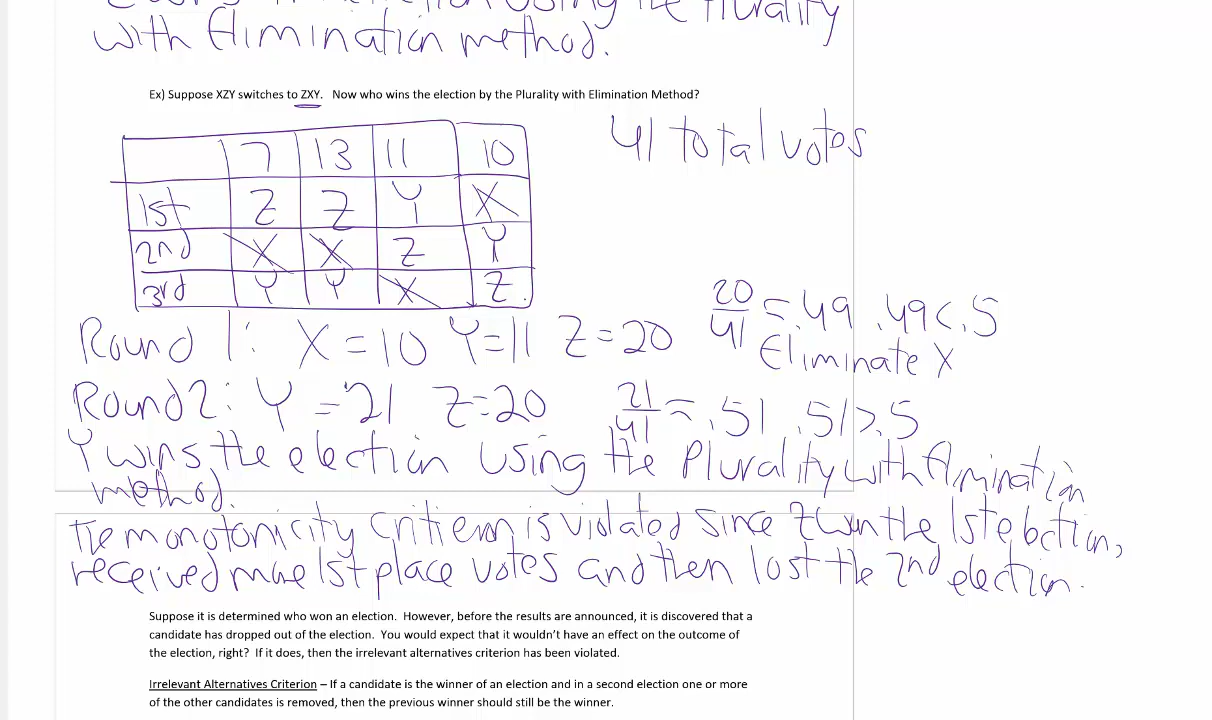 using the Plurality
with Elimination method.
Ex) Suppose XZY switches to ZXY. Now who wins the election by the Plurality with Elimination Method?
41 total votes
7 13 11 10
1st Z Z Y X
2nd X X Z Y
3rd Y Y X Z
20/41 = .49 .49 < .5
Round 1: X = 10 Y = 11 Z = 20
Eliminate X
Round 2: Y = 21 Z = 20 21/41 = .51 .51 > .5
Y wins the election using the Plurality with Elimination
method.
The monotonicity criterion is violated since Z won the 1st election,
received more 1st place votes and then lost the 2nd election.
Suppose it is determined who won an election. However, before the results are announced, it is discovered that a
candidate has dropped out of the election. You would expect that it wouldn't have an effect on the outcome of
the election, right? If it does, then the irrelevant alternatives criterion has been violated.
Irrelevant Alternatives Criterion – If a candidate is the winner of an election and in a second election one or more
of the other candidates is removed, then the previous winner should still be the winner.